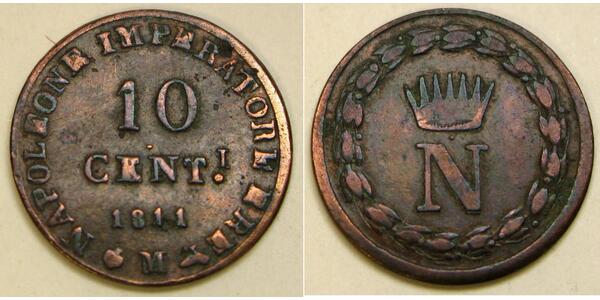 NAPOLEONE IMPERATORE E RE
10
CENT.I
1811
M
N